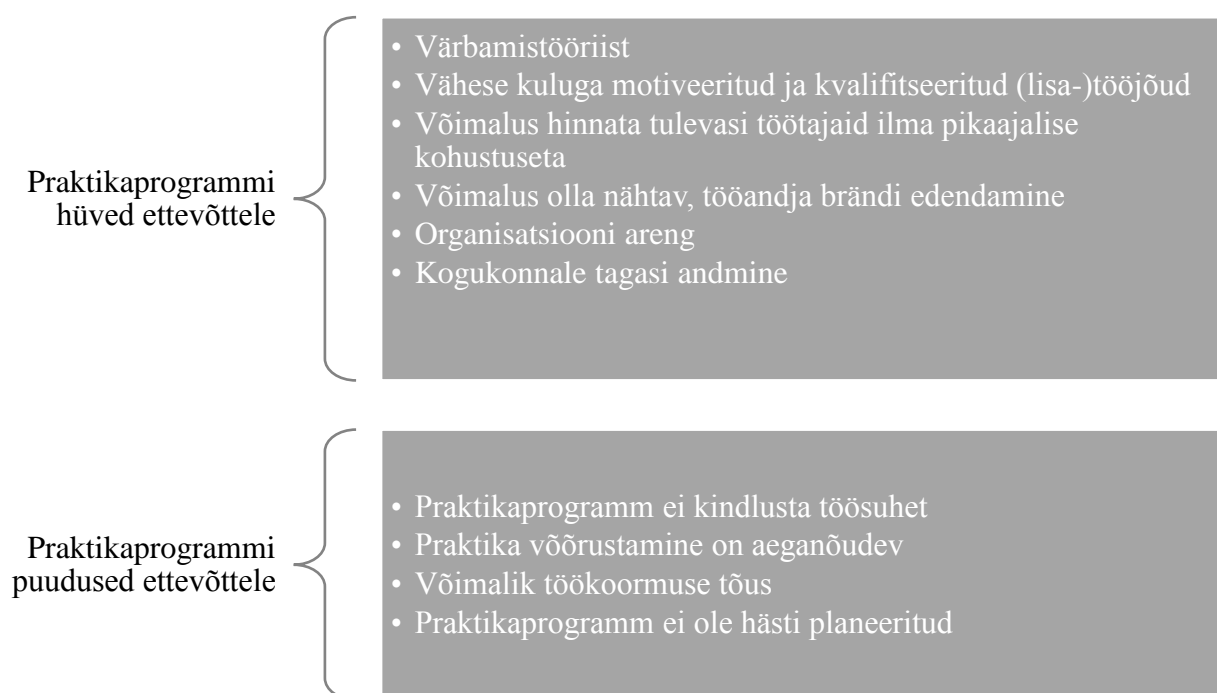 Praktikaprogrammi
hüved ettevõttele
• Värbamistööriist
• Vähese kuluga motiveeritud ja kvalifitseeritud (lisa-)tööjõud
• Võimalus hinnata tulevasi töötajaid ilma pikaajalise
kohustuseta
• Võimalus olla nähtav, tööandja brändi edendamine
• Organisatsiooni areng
• Kogukonnale tagasi andmine
Praktikaprogrammi
puudused ettevõttele
• Praktikaprogramm ei kindlusta töösuhet
• Praktika võõrustamine on aeganõudev
• Võimalik töökoormuse tõus
• Praktikaprogramm ei ole hästi planeeritud